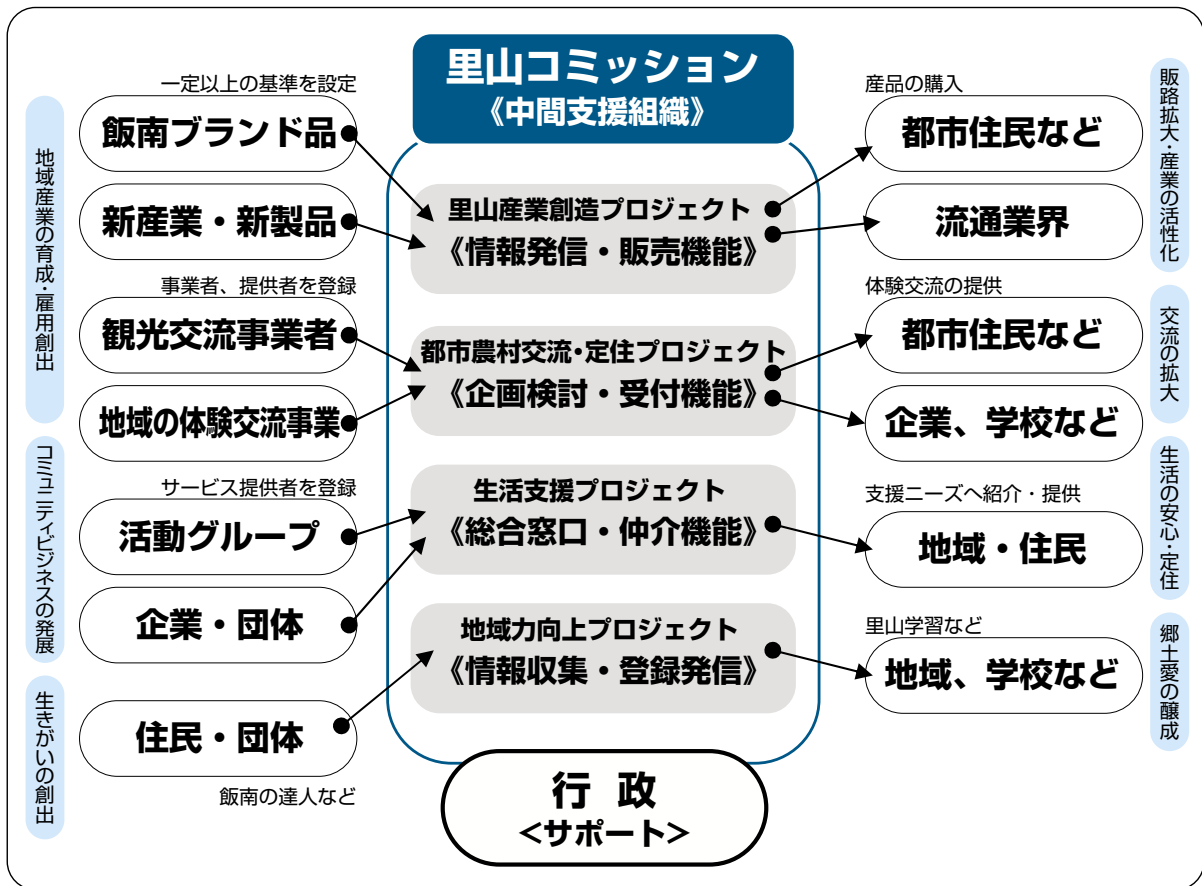 里山コミッション
《中間支援組織》
地域産業の育成・雇用創出
一定以上の基準を設定
飯南ブランド品
新産業・新製品
事業者、提供者を登録
観光交流事業者
地域の体験交流事業
コミュニティビジネスの発展
サービス提供者を登録
活動グループ
企業・団体
生きがいの創出
住民・団体
飯南の達人など
里山産業創造プロジェクト
《情報発信・販売機能》
都市農村交流・定住プロジェクト
《企画検討・受付機能》
生活支援プロジェクト
《総合窓口・仲介機能》
地域力向上プロジェクト
《情報収集・登録発信》
行 政
<サポート>
産品の購入
都市住民など
流通業界
販路拡大・産業の活性化
体験交流の提供
都市住民など
企業、学校など
交流の拡大
支援ニーズへ紹介・提供
地域・住民
生活の安心・定住
里山学習など
地域、学校など
郷土愛の醸成